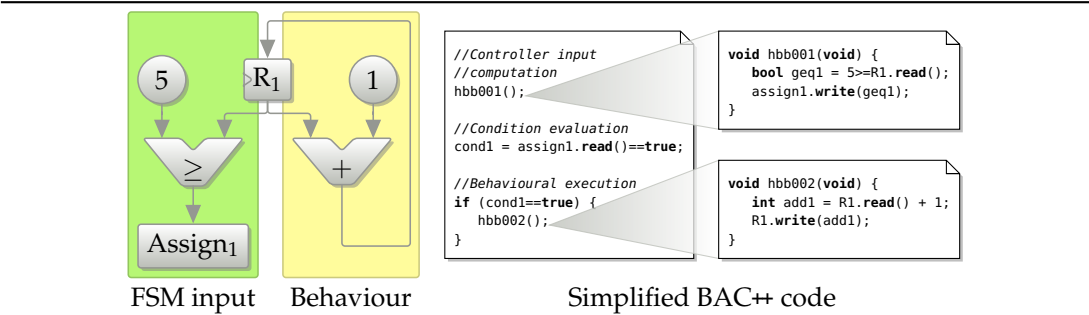 5
R1
1
≥
+
Assign1
FSM input
Behaviour
//Controller input
//computation
hbb001();
//Condition evaluation
cond1 = assign1.read()==true;
//Behavioural execution
if (cond1==true) {
hbb002();
}
void hbb001(void) {
bool geq1 = 5>=R1.read();
assign1.write(geq1);
}
void hbb002(void) {
int add1 = R1.read() + 1;
R1.write(add1);
}
Simplified BAC++ code